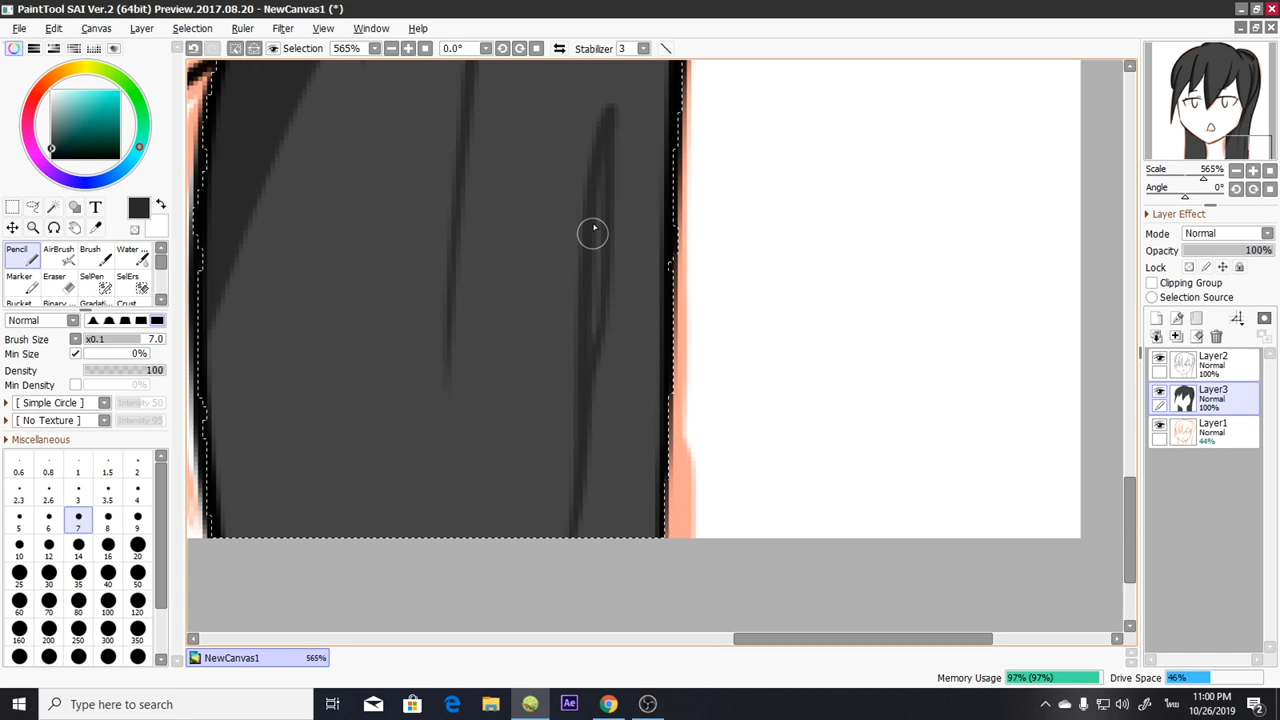 PaintTool SAI Ver.2 (64bit) Preview.2017.08.20 - NewCanvas1 (*)
File Edit Canvas Layer Selection Ruler Filter View Window Help
Selection 565% 0.0° Stabilizer 3
Scale 565%
Angle 0°
Layer Effect
Mode Normal
Opacity 100%
Lock
Clipping Group
Selection Source
T
Pencil AirBrush Brush Water ...
Marker Eraser SelPen SelErs
Bucket Binary ... Gradati... Crust
Normal
Brush Size x0.1 7.0
Min Size 0%
Density 100
Min Density 0%
[ Simple Circle ] Intensity 50
[ No Texture ] Intensity 95
Miscellaneous
0.6 0.8 1 1.5 2
2.3 2.6 3 3.5 4
5 6 7 8 9
10 12 14 16 20
25 30 35 40 50
60 70 80 100 120
160 200 250 300 350
Layer2
Normal
100%
Layer3
Normal
100%
Layer1
Normal
44%
NewCanvas1 565%
Memory Usage 97% (97%) Drive Space 46%
Type here to search
Ae
ไทย
11:00 PM
10/26/2019
2